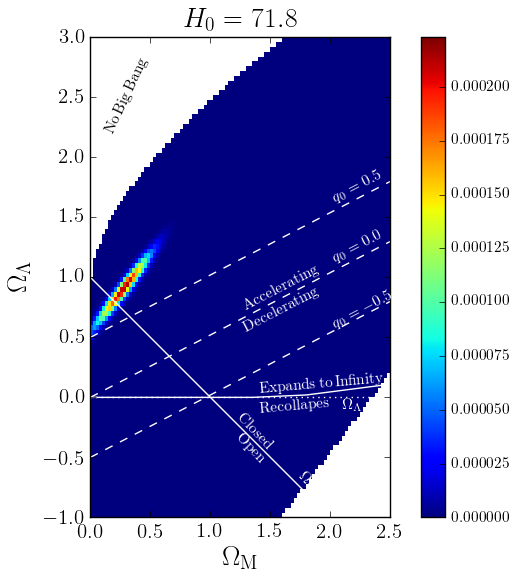 H₀ = 71.8
3.0
2.5
2.0
1.5
1.0
0.5
0.0
−0.5
−1.0
0.0 0.5 1.0 1.5 2.0 2.5
Ω_M
Ω_Λ
No Big Bang
q₀ = 0.5
q₀ = 0.0
q₀ = −0.5
Accelerating
Decelerating
Expands to Infinity
Recollapses Ω_Λ
Closed
Open
0.000200
0.000175
0.000150
0.000125
0.000100
0.000075
0.000050
0.000025
0.000000